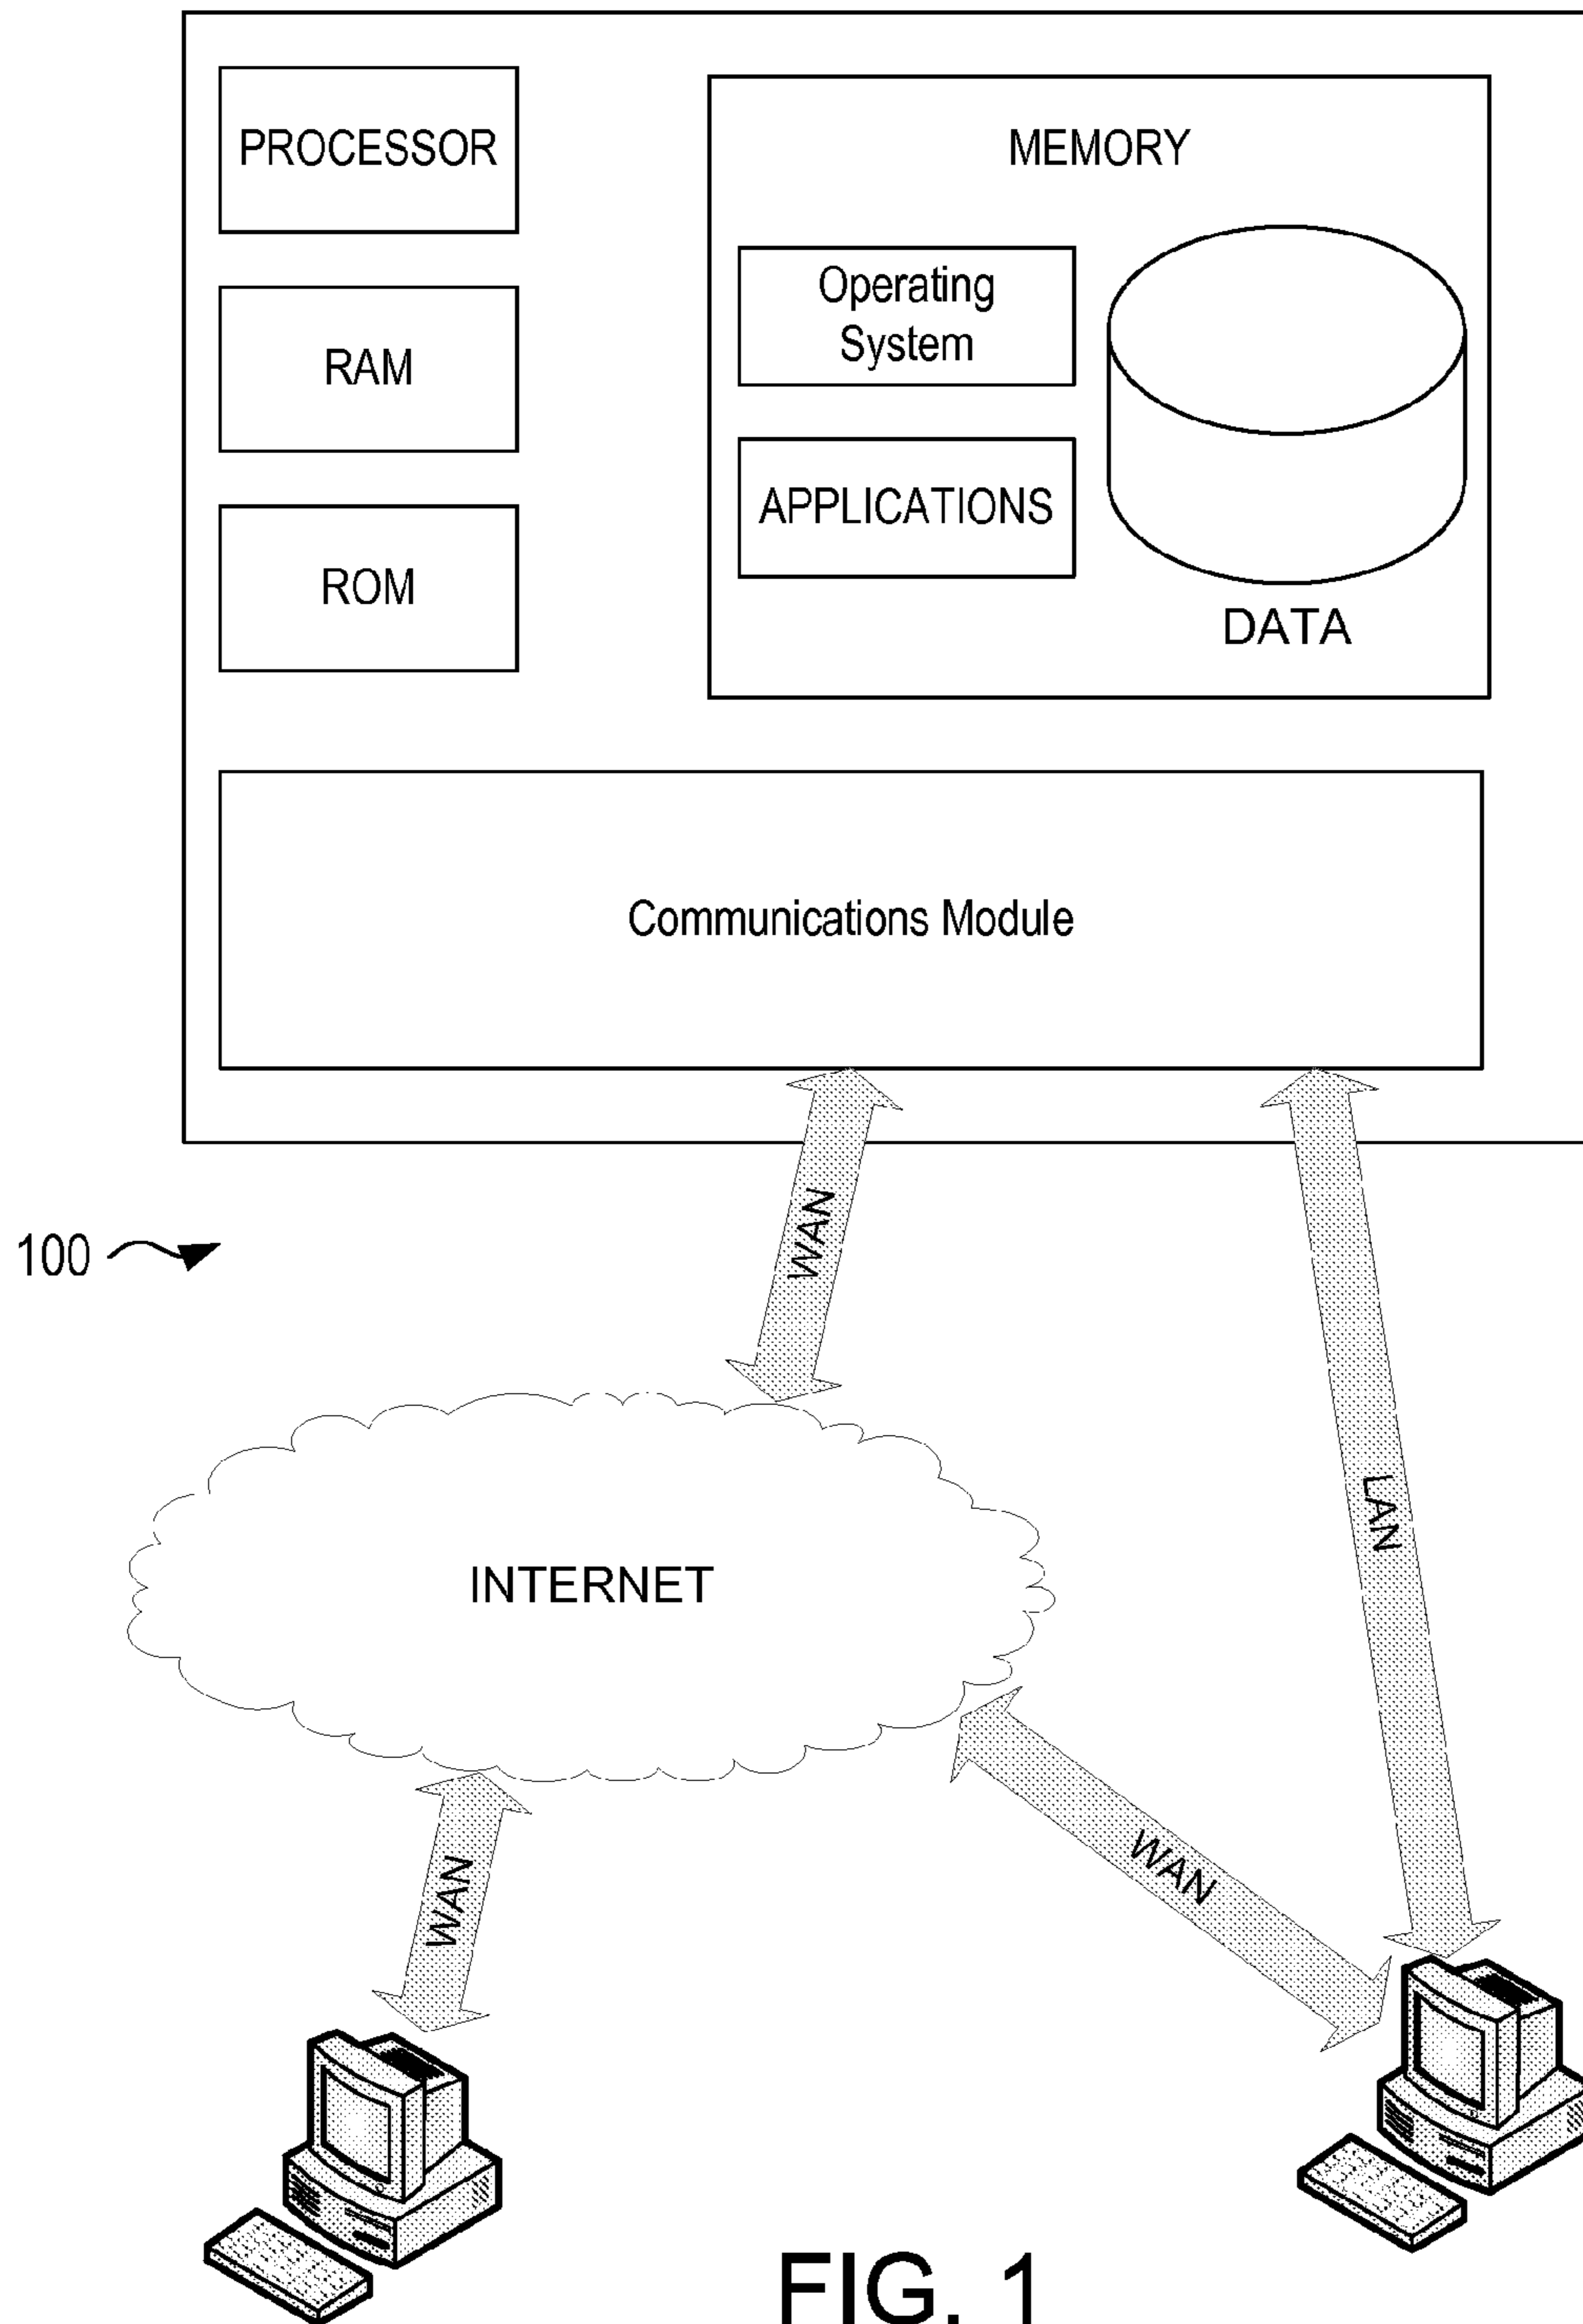 PROCESSOR
MEMORY
Operating
System
RAM
APPLICATIONS
ROM
DATA
Communications Module
WAN
100
LAN
INTERNET
WAN
WAN
FIG. 1